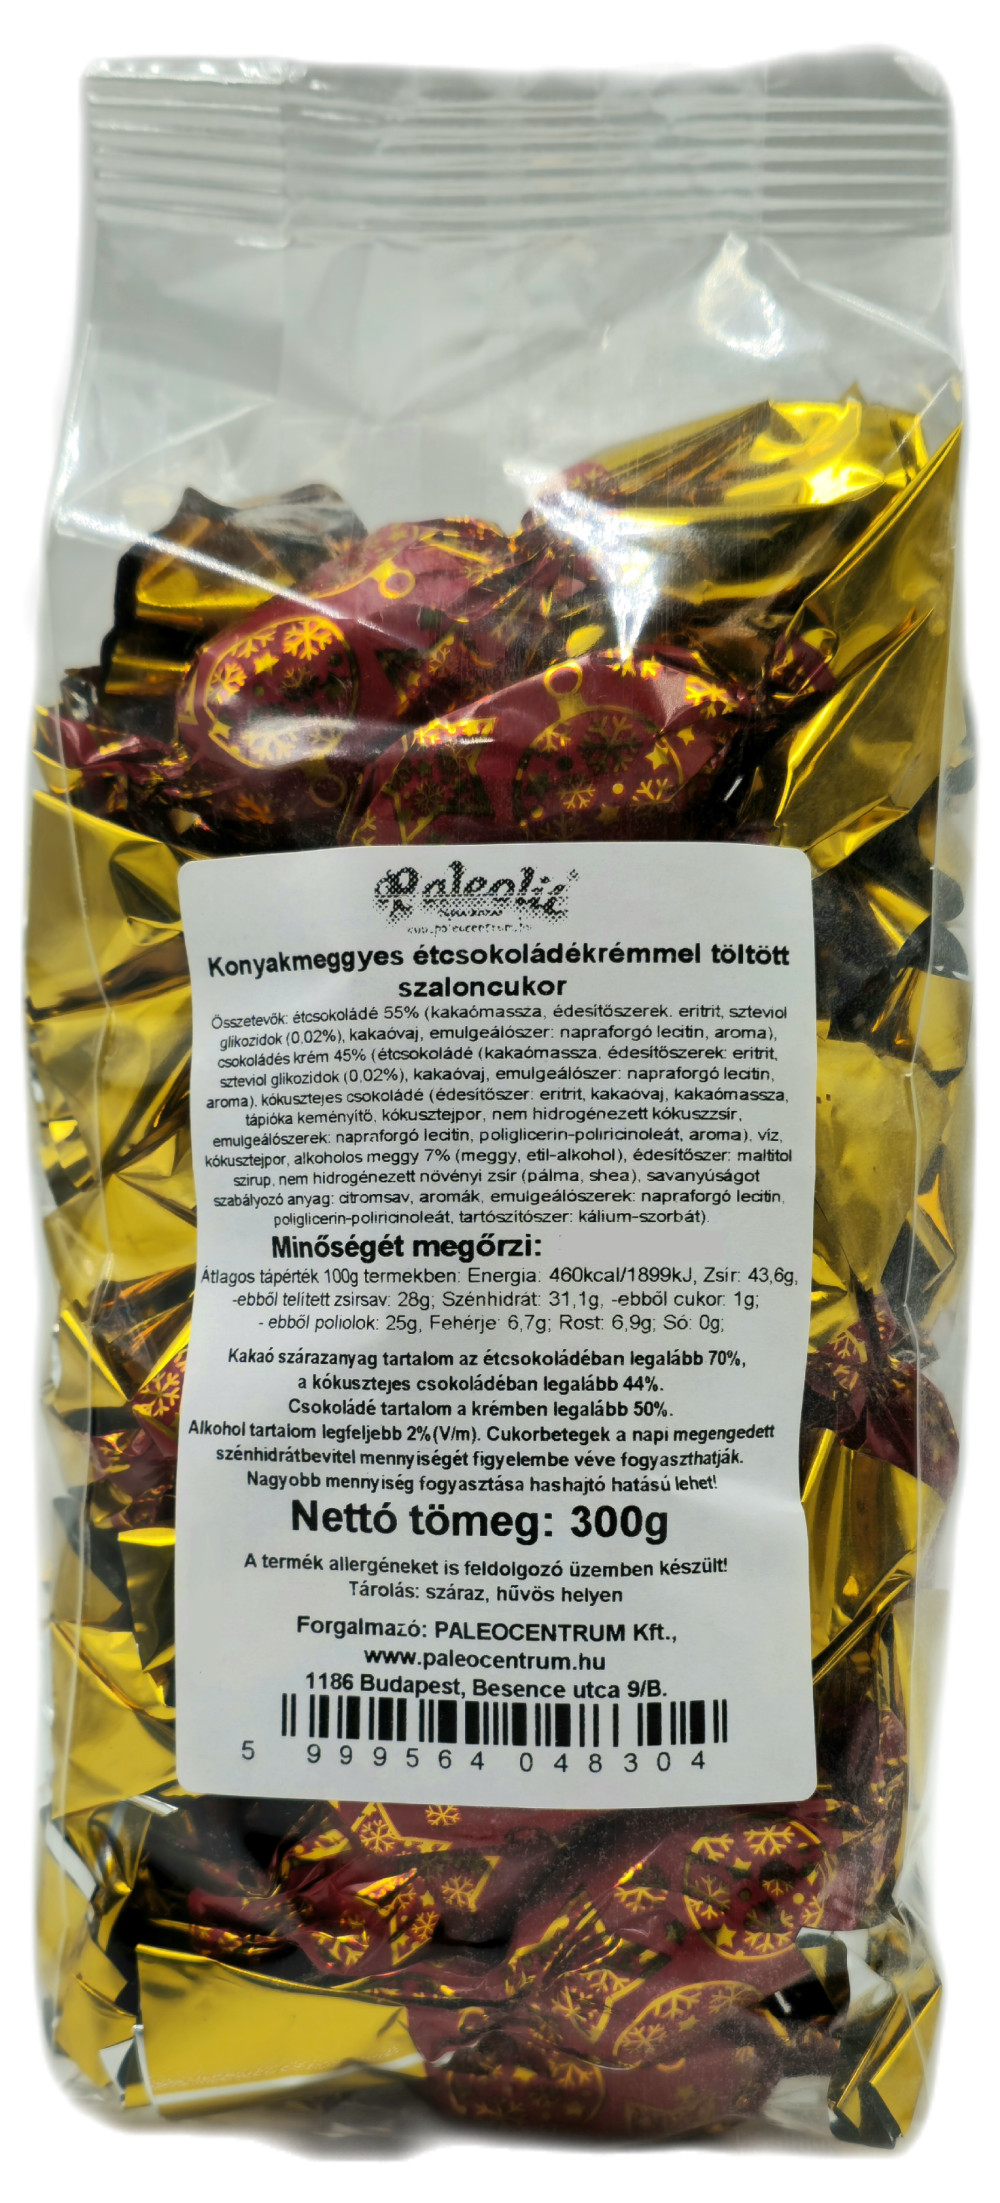 Paleolit
www.paleocentrum.hu
Konyakmeggyes étcsokoládékrémmel töltött
szaloncukor
Összetevők: étcsokoládé 55% (kakaómassza, édesítőszerek. eritrit, szteviol
glikozidok (0,02%), kakaóvaj, emulgeálószer: napraforgó lecitin, aroma),
csokoládés krém 45% (étcsokoládé (kakaómassza, édesítőszerek: eritrit,
szteviol glikozidok (0,02%), kakaóvaj, emulgeálószer: napraforgó lecitin,
aroma), kókusztejes csokoládé (édesítőszer: eritrit, kakaóvaj, kakaómassza,
tápióka keményítő, kókusztejpor, nem hidrogénezett kókuszzsír,
emulgeálószerek: napraforgó lecitin, poliglicerin-poliricinoleát, aroma), víz,
kókusztejpor, alkoholos meggy 7% (meggy, etil-alkohol), édesítőszer: maltitol
szirup, nem hidrogénezett növényi zsír (pálma, shea), savanyúságot
szabályozó anyag: citromsav, aromák, emulgeálószerek: napraforgó lecitin,
poliglicerin-poliricinoleát, tartószítószer: kálium-szorbát).
Minőségét megőrzi:
Átlagos tápérték 100g termekben: Energia: 460kcal/1899kJ, Zsír: 43,6g,
-ebből telített zsirsav: 28g; Szénhidrát: 31,1g, -ebből cukor: 1g;
- ebből poliolok: 25g, Fehérje: 6,7g; Rost: 6,9g; Só: 0g;
Kakaó szárazanyag tartalom az étcsokoládéban legalább 70%,
a kókusztejes csokoládéban legalább 44%.
Csokoládé tartalom a krémben legalább 50%.
Alkohol tartalom legfeljebb 2%(V/m). Cukorbetegek a napi megengedett
szénhidrátbevitel mennyiségét figyelembe véve fogyaszthatják.
Nagyobb mennyiség fogyasztása hashajtó hatású lehet!
Nettó tömeg: 300g
A termék allergéneket is feldolgozó üzemben készült!
Tárolás: száraz, hűvös helyen
Forgalmazó: PALEOCENTRUM Kft.,
www.paleocentrum.hu
1186 Budapest, Besence utca 9/B.
5 999564 048304